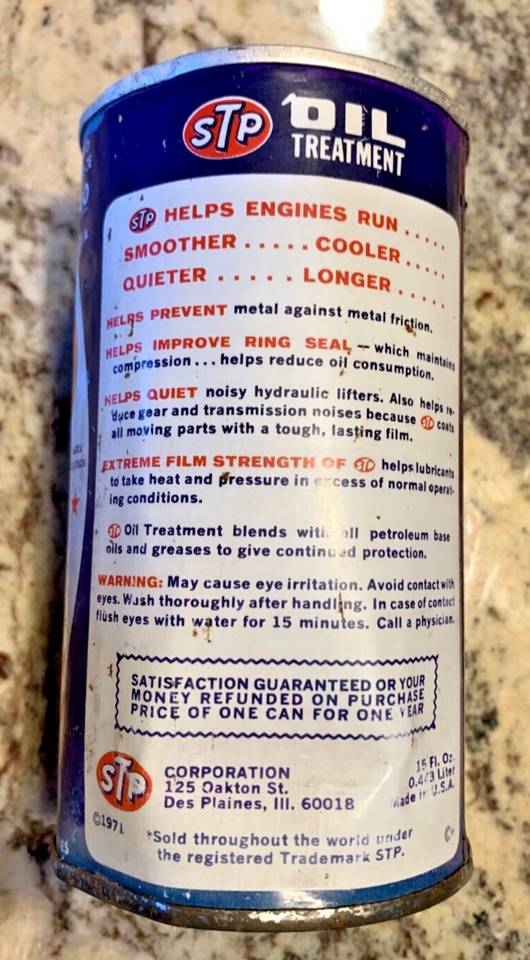 STP OIL
TREATMENT
STP HELPS ENGINES RUN . . . . .
SMOOTHER . . . . . COOLER . . . . .
QUIETER . . . . . LONGER . . . . .
HELPS PREVENT metal against metal friction.
HELPS IMPROVE RING SEAL — which maintains
compression . . . helps reduce oil consumption.
HELPS QUIET noisy hydraulic lifters. Also helps re-
duce gear and transmission noises because STP coats
all moving parts with a tough, lasting film.
EXTREME FILM STRENGTH OF STP helps lubricants
to take heat and pressure in excess of normal operat-
ing conditions.
STP Oil Treatment blends with all petroleum base
oils and greases to give continued protection.
WARNING: May cause eye irritation. Avoid contact with
eyes. Wash thoroughly after handling. In case of contact
flush eyes with water for 15 minutes. Call a physician.
SATISFACTION GUARANTEED OR YOUR
MONEY REFUNDED ON PURCHASE
PRICE OF ONE CAN FOR ONE YEAR
STP CORPORATION
125 Oakton St.
Des Plaines, Ill. 60018
15 Fl. Oz.
0.443 Liter
Made in U.S.A.
©1971
*Sold throughout the world under
the registered Trademark STP.